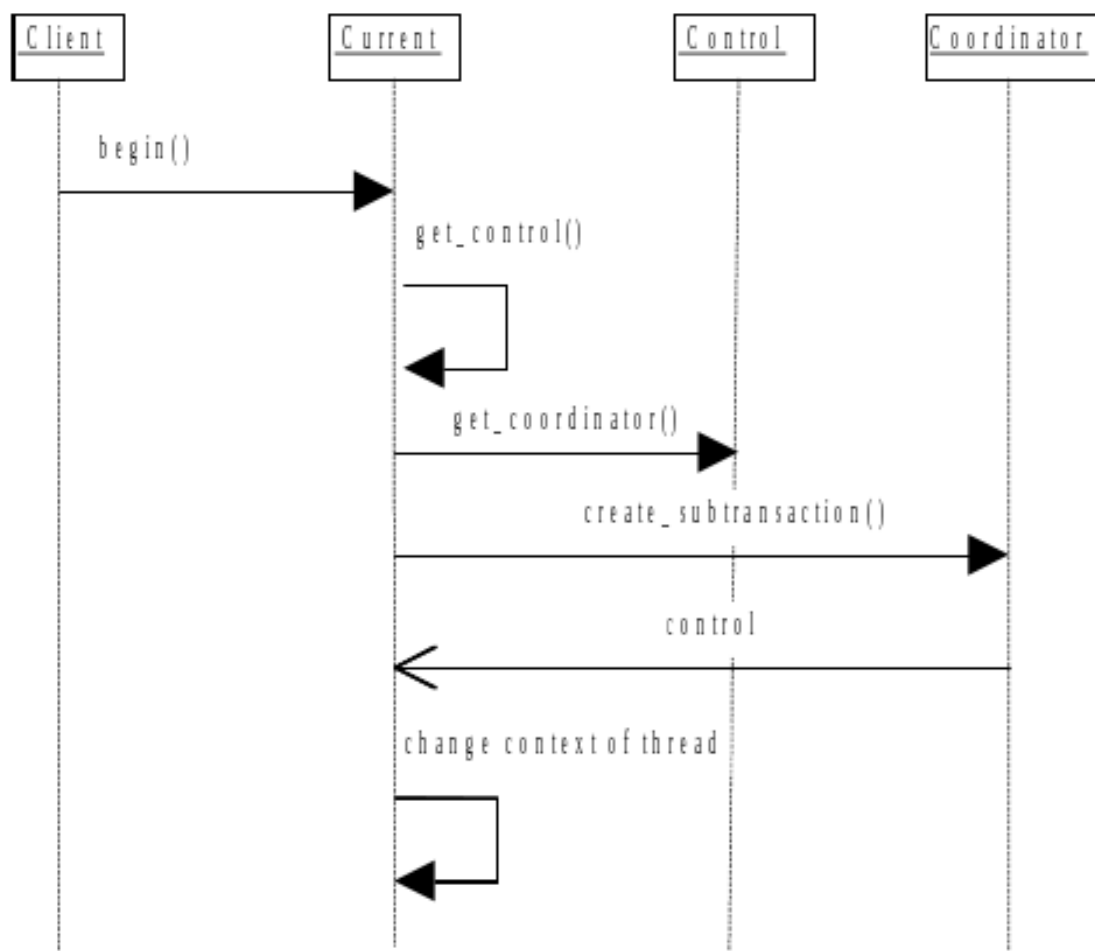 Client
Current
Control
Coordinator
begin()
get_control()
get_coordinator()
create_subtransaction()
control
change context of thread